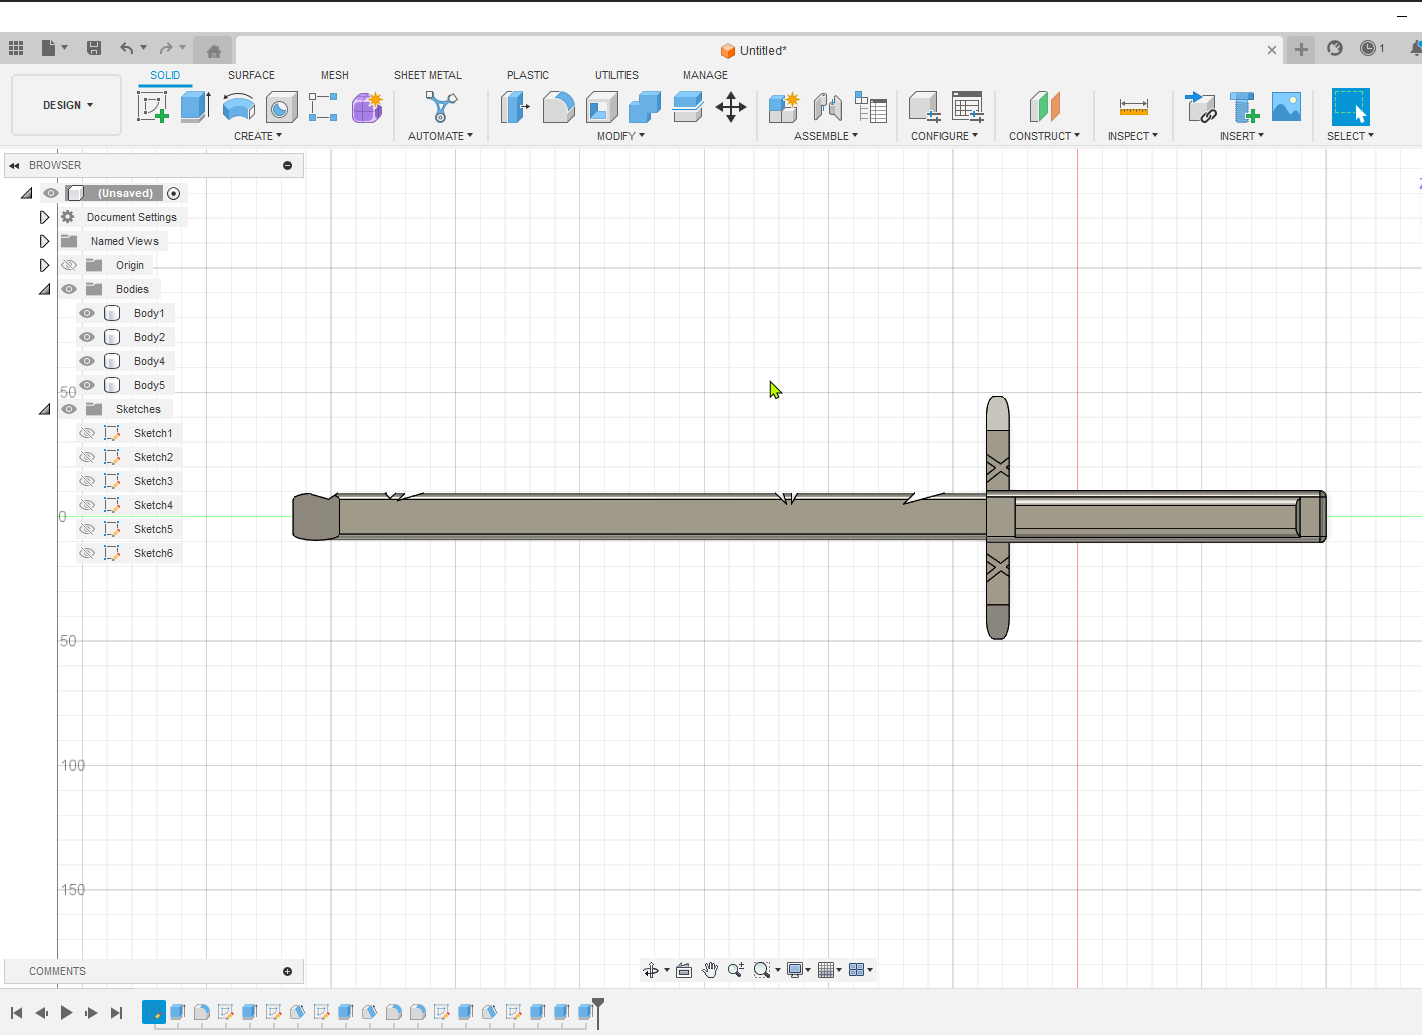 Untitled*
1
SOLID SURFACE MESH SHEET METAL PLASTIC UTILITIES MANAGE
DESIGN
CREATE AUTOMATE MODIFY ASSEMBLE CONFIGURE CONSTRUCT INSPECT INSERT SELECT
BROWSER
(Unsaved)
Document Settings
Named Views
Origin
Bodies
Body1
Body2
Body4
Body5
50
Sketches
Sketch1
Sketch2
Sketch3
Sketch4
0
Sketch5
Sketch6
50
100
150
COMMENTS